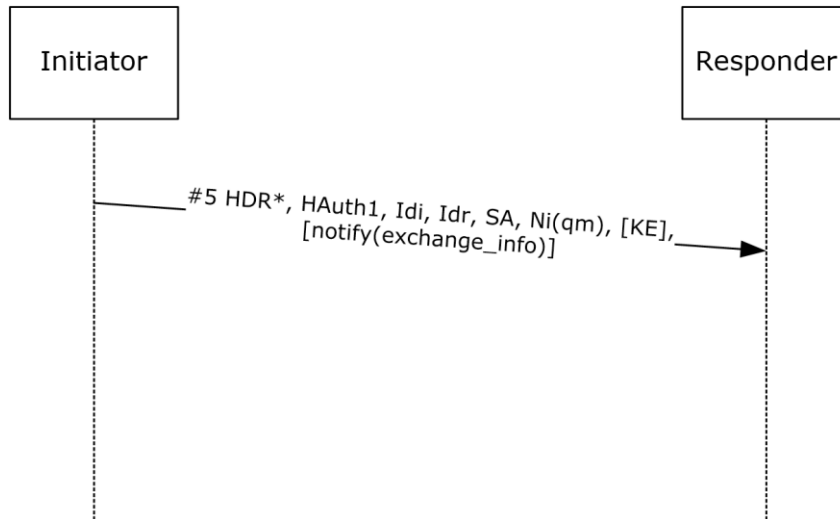 Initiator
Responder
#5 HDR*, HAuth1, Idi, Idr, SA, Ni(qm), [KE],
[notify(exchange_info)]